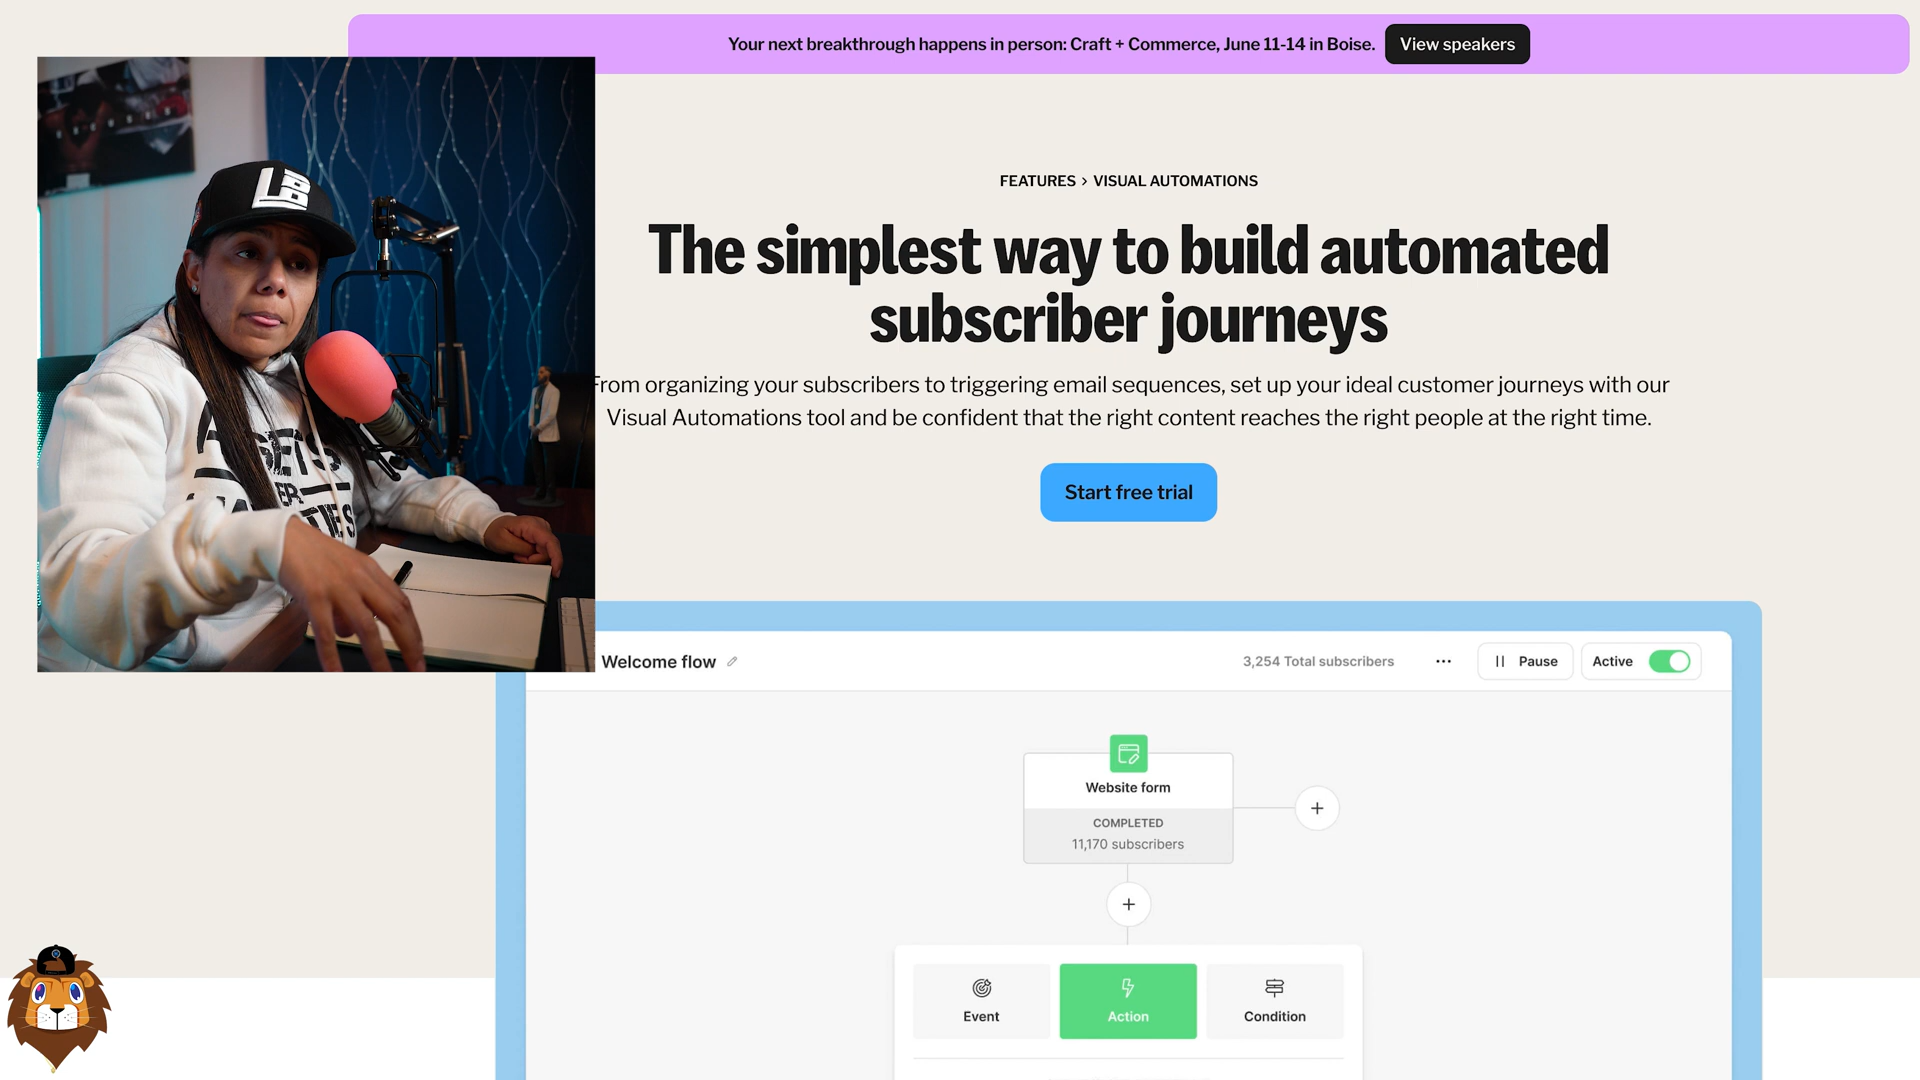 Your next breakthrough happens in person: Craft + Commerce, June 11-14 in Boise. View speakers
FEATURES > VISUAL AUTOMATIONS
The simplest way to build automated
subscriber journeys
From organizing your subscribers to triggering email sequences, set up your ideal customer journeys with our
Visual Automations tool and be confident that the right content reaches the right people at the right time.
Start free trial
Welcome flow
3,254 Total subscribers
Pause
Active
Website form
COMPLETED
11,170 subscribers
Event
Action
Condition